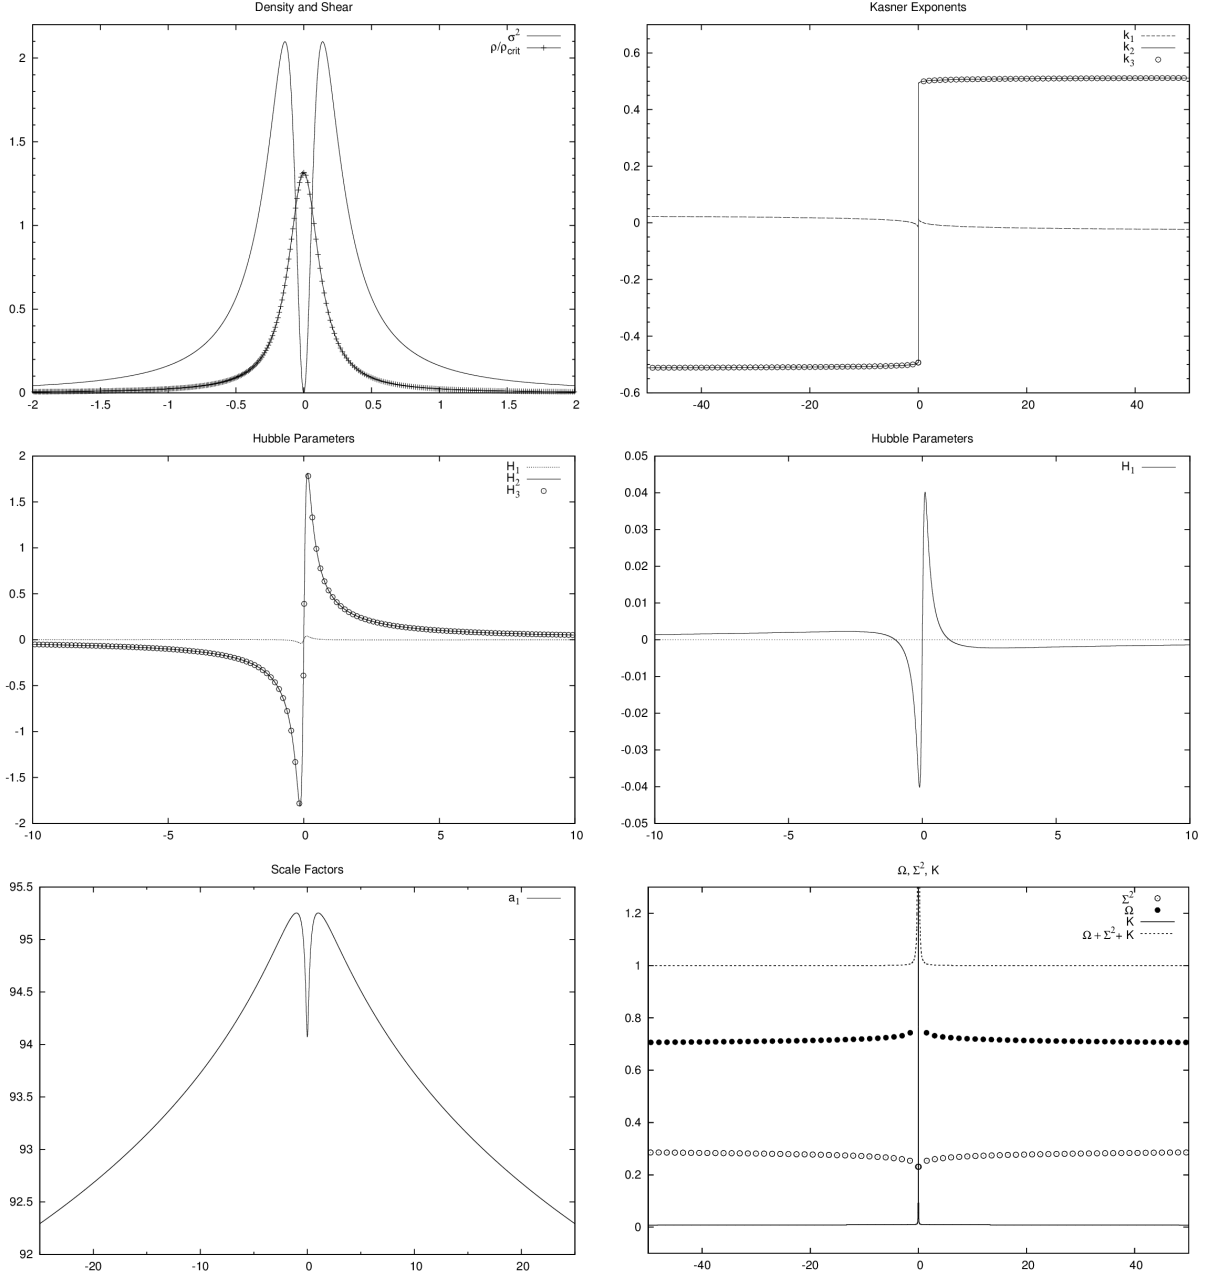 Density and Shear
σ²
ρ/ρcrit
2
1.5
1
0.5
0
-2 -1.5 -1 -0.5 0 0.5 1 1.5 2
Kasner Exponents
k1
k2
k3
0.6
0.4
0.2
0
-0.2
-0.4
-0.6
-40 -20 0 20 40
Hubble Parameters
H1
H2
H3
2
1.5
1
0.5
0
-0.5
-1
-1.5
-2
-10 -5 0 5 10
Hubble Parameters
H1
0.05
0.04
0.03
0.02
0.01
0
-0.01
-0.02
-0.03
-0.04
-0.05
-10 -5 0 5 10
Scale Factors
a1
95.5
95
94.5
94
93.5
93
92.5
92
-20 -10 0 10 20
Ω, Σ², K
Σ²
Ω
K
Ω + Σ² + K
1.2
1
0.8
0.6
0.4
0.2
0
-40 -20 0 20 40